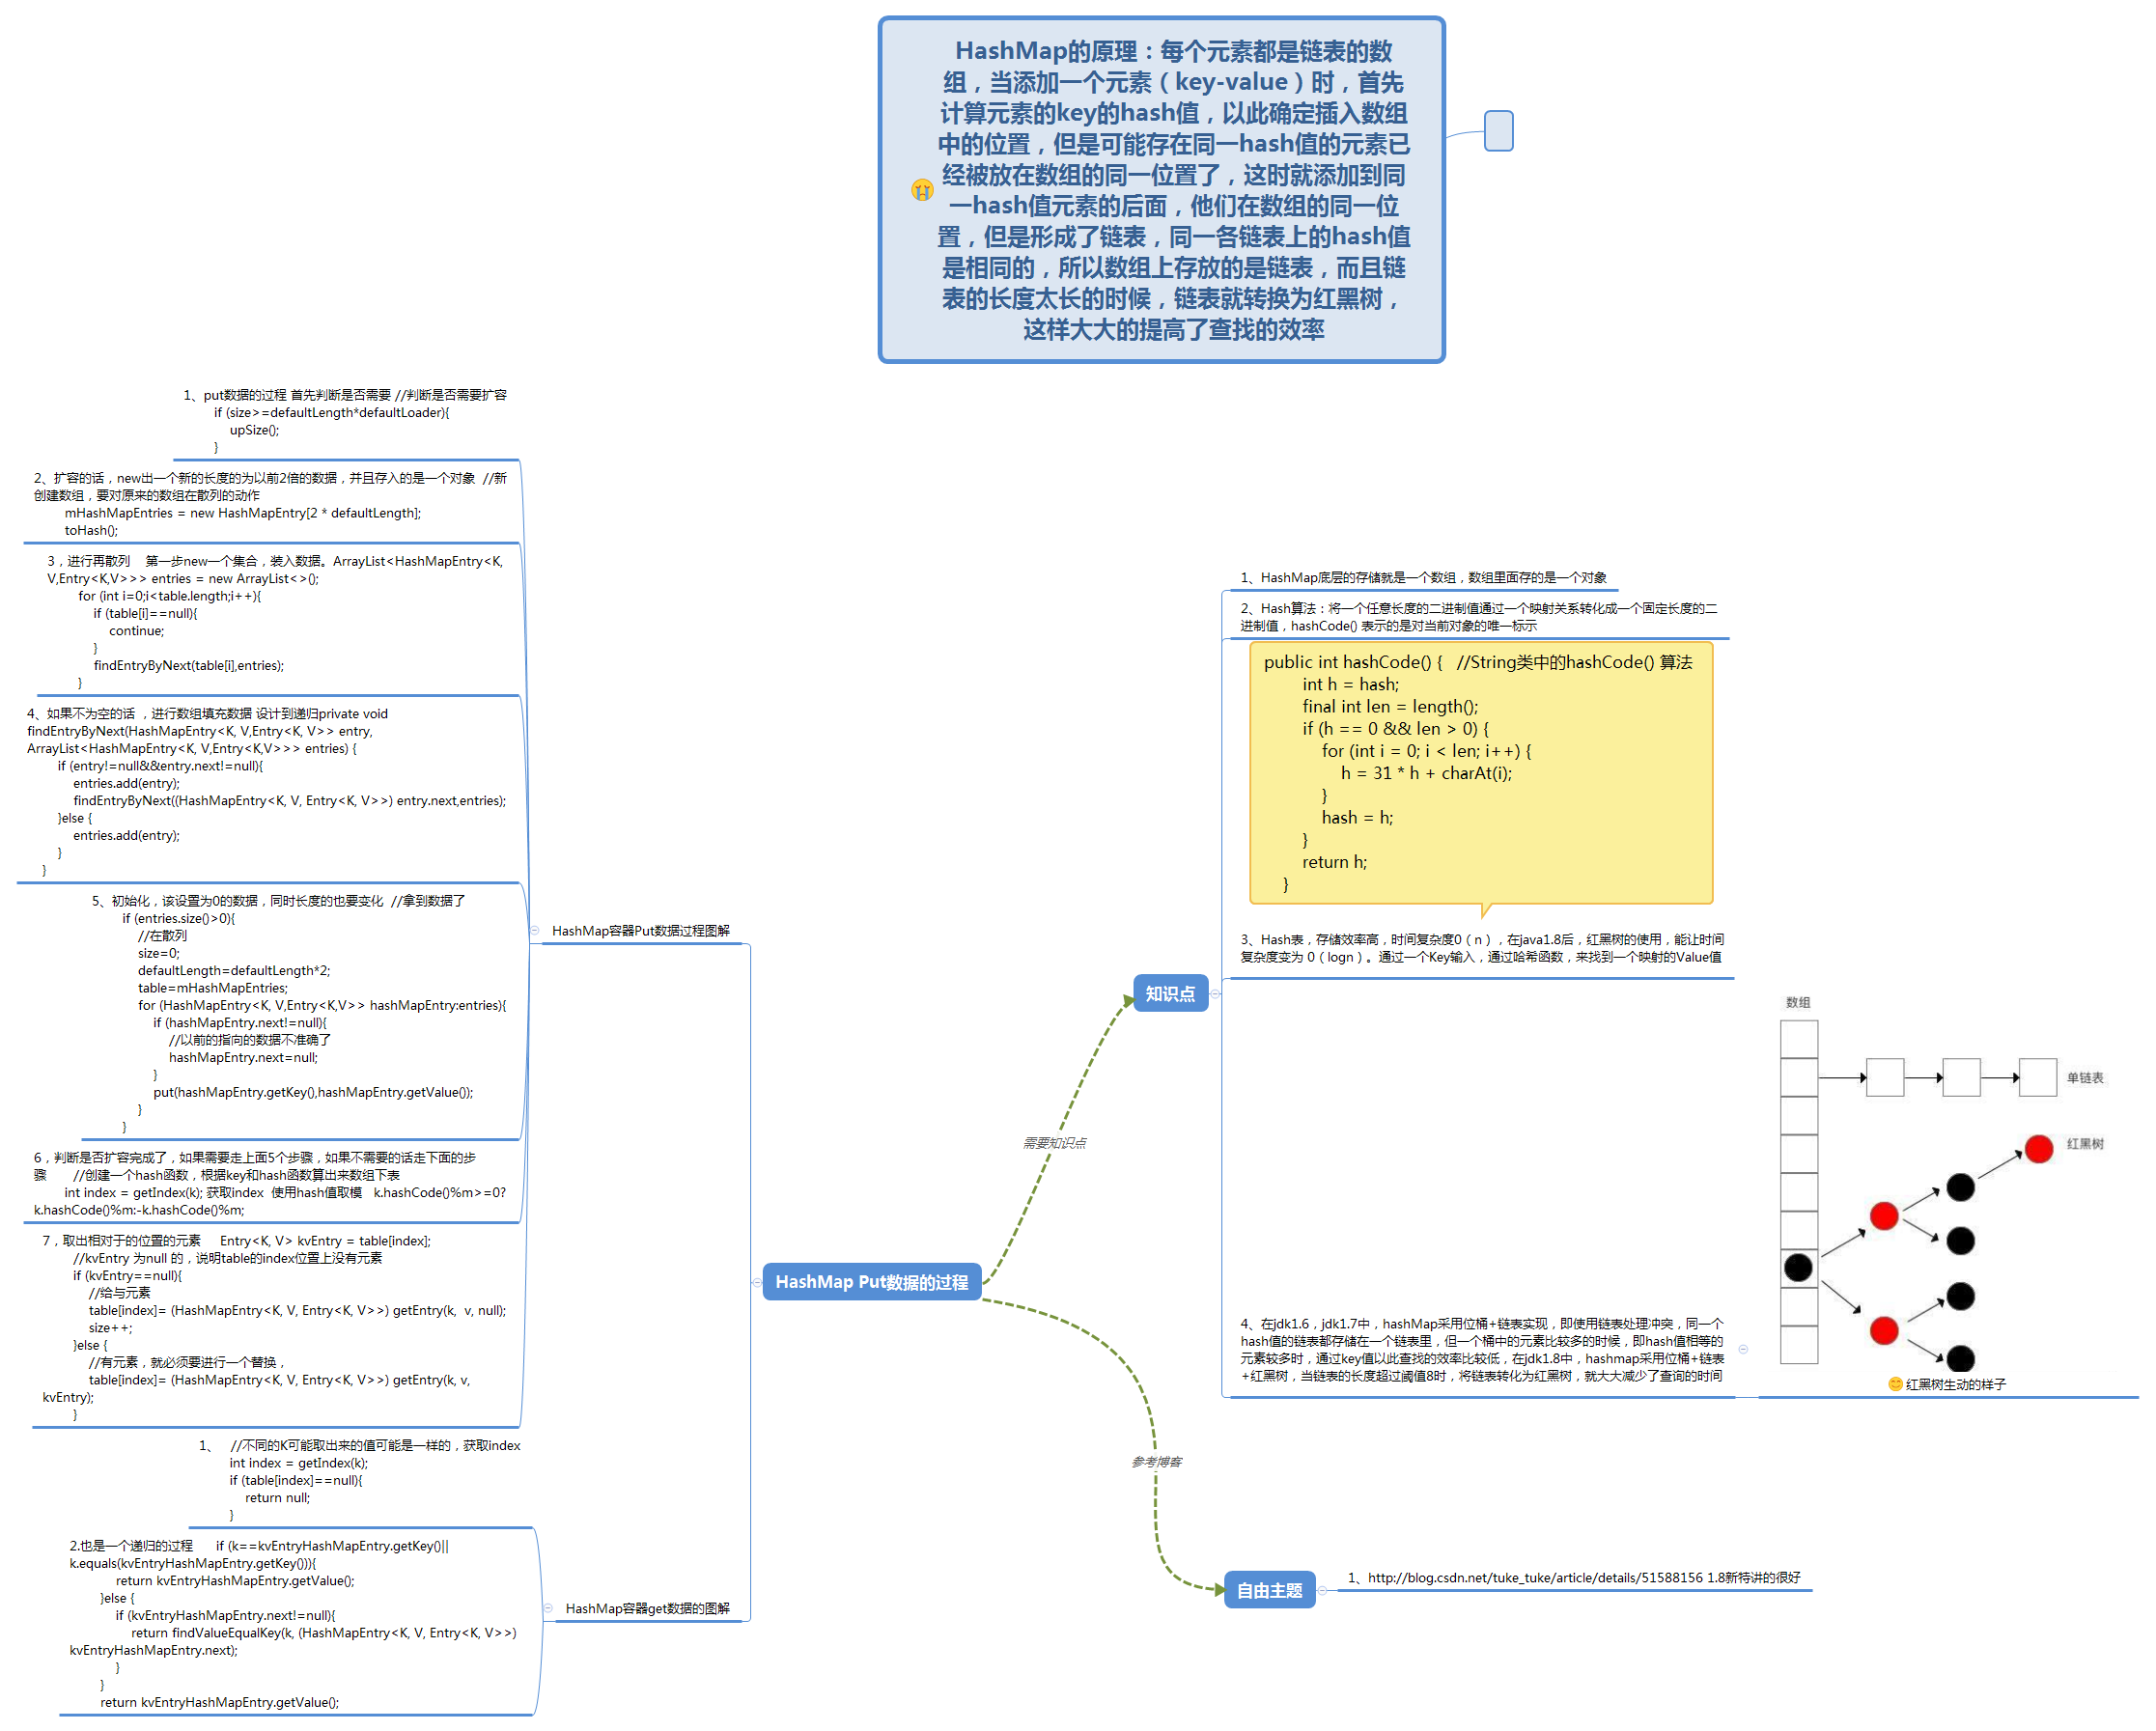 HashMap的原理：每个元素都是链表的数
组，当添加一个元素（key-value）时，首先
计算元素的key的hash值，以此确定插入数组
中的位置，但是可能存在同一hash值的元素已
经被放在数组的同一位置了，这时就添加到同
一hash值元素的后面，他们在数组的同一位
置，但是形成了链表，同一各链表上的hash值
是相同的，所以数组上存放的是链表，而且链
表的长度太长的时候，链表就转换为红黑树，
这样大大的提高了查找的效率
1、put数据的过程 首先判断是否需要 //判断是否需要扩容
if (size>=defaultLength*defaultLoader){
upSize();
}
2、扩容的话，new出一个新的长度的为以前2倍的数据，并且存入的是一个对象 //新
创建数组，要对原来的数组在散列的动作
mHashMapEntries = new HashMapEntry[2 * defaultLength];
toHash();
3，进行再散列 第一步new一个集合，装入数据。ArrayList<HashMapEntry<K,
V,Entry<K,V>>> entries = new ArrayList<>();
for (int i=0;i<table.length;i++){
if (table[i]==null){
continue;
}
findEntryByNext(table[i],entries);
}
4、如果不为空的话 ，进行数组填充数据 设计到递归private void
findEntryByNext(HashMapEntry<K, V,Entry<K, V>> entry,
ArrayList<HashMapEntry<K, V,Entry<K,V>>> entries) {
if (entry!=null&&entry.next!=null){
entries.add(entry);
findEntryByNext((HashMapEntry<K, V, Entry<K, V>>) entry.next,entries);
}else {
entries.add(entry);
}
}
5、初始化，该设置为0的数据，同时长度的也要变化 //拿到数据了
if (entries.size()>0){
//在散列
size=0;
defaultLength=defaultLength*2;
table=mHashMapEntries;
for (HashMapEntry<K, V,Entry<K,V>> hashMapEntry:entries){
if (hashMapEntry.next!=null){
//以前的指向的数据不准确了
hashMapEntry.next=null;
}
put(hashMapEntry.getKey(),hashMapEntry.getValue());
}
}
6，判断是否扩容完成了，如果需要走上面5个步骤，如果不需要的话走下面的步
骤 //创建一个hash函数，根据key和hash函数算出来数组下表
int index = getIndex(k); 获取index 使用hash值取模 k.hashCode()%m>=0?
k.hashCode()%m:-k.hashCode()%m;
7，取出相对于的位置的元素 Entry<K, V> kvEntry = table[index];
//kvEntry 为null 的，说明table的index位置上没有元素
if (kvEntry==null){
//给与元素
table[index]= (HashMapEntry<K, V, Entry<K, V>>) getEntry(k, v, null);
size++;
}else {
//有元素，就必须要进行一个替换，
table[index]= (HashMapEntry<K, V, Entry<K, V>>) getEntry(k, v,
kvEntry);
}
HashMap容器Put数据过程图解
1、 //不同的K可能取出来的值可能是一样的，获取index
int index = getIndex(k);
if (table[index]==null){
return null;
}
2.也是一个递归的过程 if (k==kvEntryHashMapEntry.getKey()||
k.equals(kvEntryHashMapEntry.getKey())){
return kvEntryHashMapEntry.getValue();
}else {
if (kvEntryHashMapEntry.next!=null){
return findValueEqualKey(k, (HashMapEntry<K, V, Entry<K, V>>)
kvEntryHashMapEntry.next);
}
}
return kvEntryHashMapEntry.getValue();
HashMap容器get数据的图解
HashMap Put数据的过程
需要知识点
参考博客
知识点
1、HashMap底层的存储就是一个数组，数组里面存的是一个对象
2、Hash算法：将一个任意长度的二进制值通过一个映射关系转化成一个固定长度的二
进制值，hashCode() 表示的是对当前对象的唯一标示
public int hashCode() { //String类中的hashCode() 算法
int h = hash;
final int len = length();
if (h == 0 && len > 0) {
for (int i = 0; i < len; i++) {
h = 31 * h + charAt(i);
}
hash = h;
}
return h;
}
3、Hash表，存储效率高，时间复杂度0（n），在java1.8后，红黑树的使用，能让时间
复杂度变为 0（logn）。通过一个Key输入，通过哈希函数，来找到一个映射的Value值
4、在jdk1.6，jdk1.7中，hashMap采用位桶+链表实现，即使用链表处理冲突，同一个
hash值的链表都存储在一个链表里，但一个桶中的元素比较多的时候，即hash值相等的
元素较多时，通过key值以此查找的效率比较低，在jdk1.8中，hashmap采用位桶+链表
+红黑树，当链表的长度超过阈值8时，将链表转化为红黑树，就大大减少了查询的时间
数组
单链表
红黑树
红黑树生动的样子
自由主题
1、http://blog.csdn.net/tuke_tuke/article/details/51588156 1.8新特讲的很好